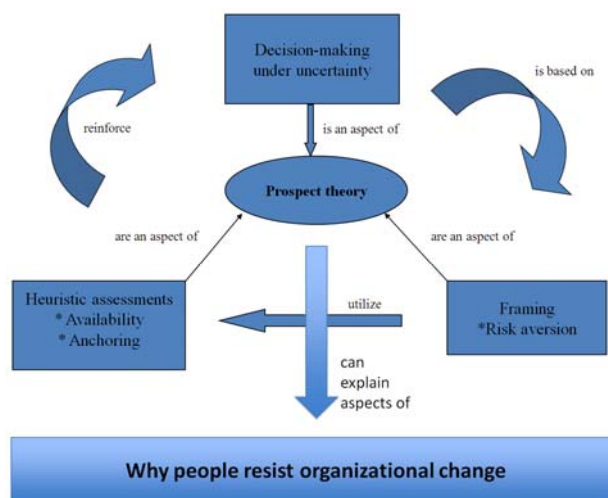 Decision-making
under uncertainty
is based on
reinforce
is an aspect of
Prospect theory
are an aspect of
are an aspect of
Heuristic assessments
* Availability
* Anchoring
utilize
Framing
*Risk aversion
can
explain
aspects of
Why people resist organizational change